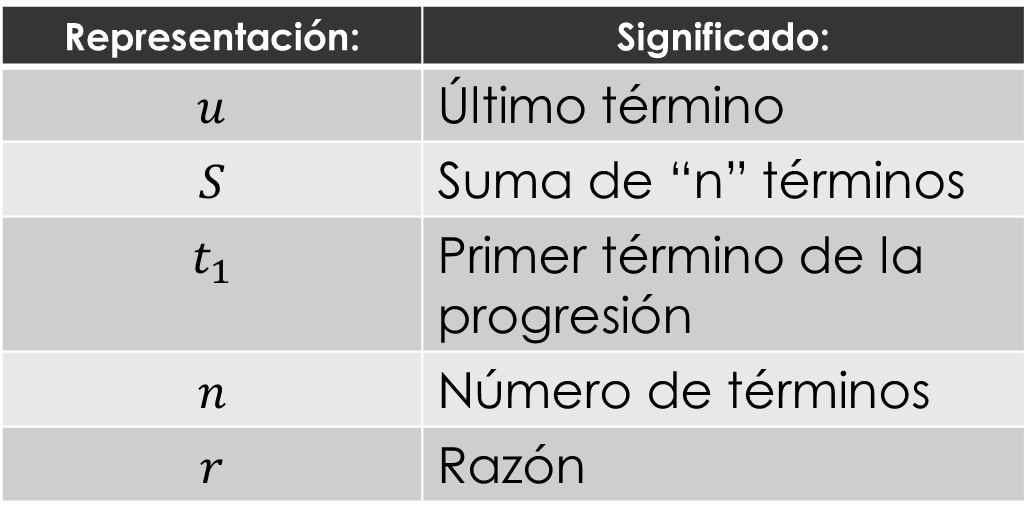 Representación: Significado:
u Último término
S Suma de “n” términos
t₁ Primer término de la
progresión
n Número de términos
r Razón